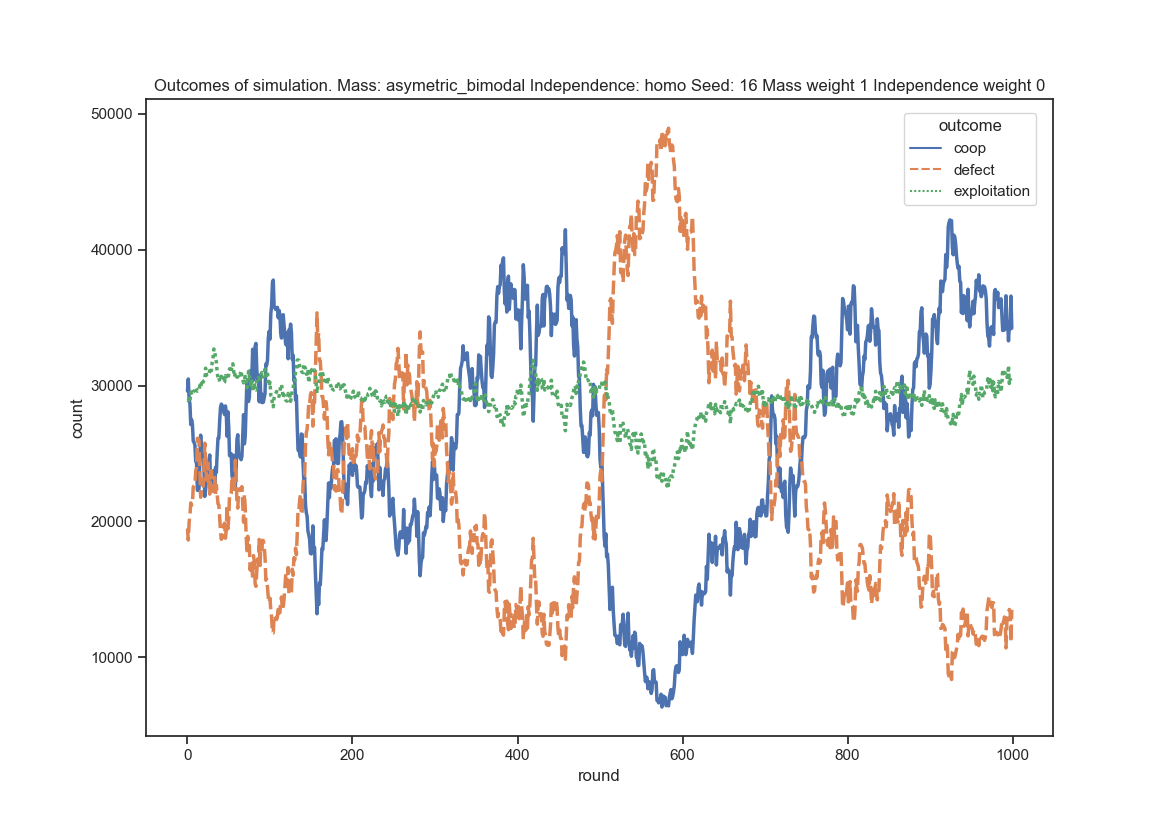 Outcomes of simulation. Mass: asymetric_bimodal Independence: homo Seed: 16 Mass weight 1 Independence weight 0
50000
40000
30000
20000
10000
count
outcome
coop
defect
exploitation
0
200
400
600
800
1000
round